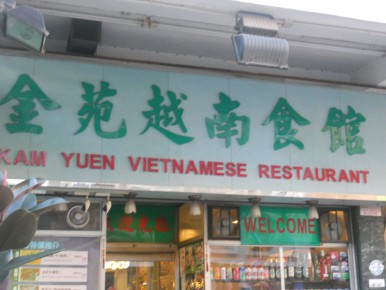 金苑越南食館
KAM YUEN VIETNAMESE RESTAURANT
WELCOME